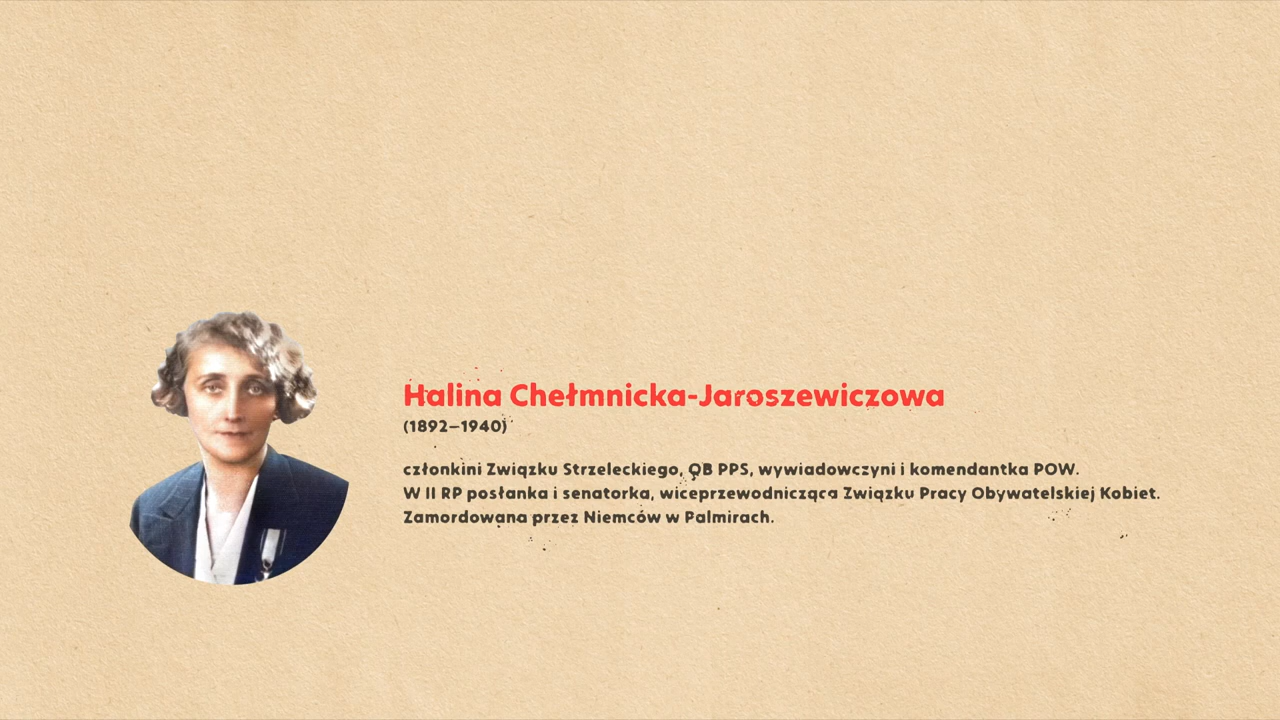 Halina Chełmnicka-Jaroszewiczowa
(1892–1940)
członkini Związku Strzeleckiego, OB PPS, wywiadowczyni i komendantka POW.
W II RP posłanka i senatorka, wiceprzewodnicząca Związku Pracy Obywatelskiej Kobiet.
Zamordowana przez Niemców w Palmirach.